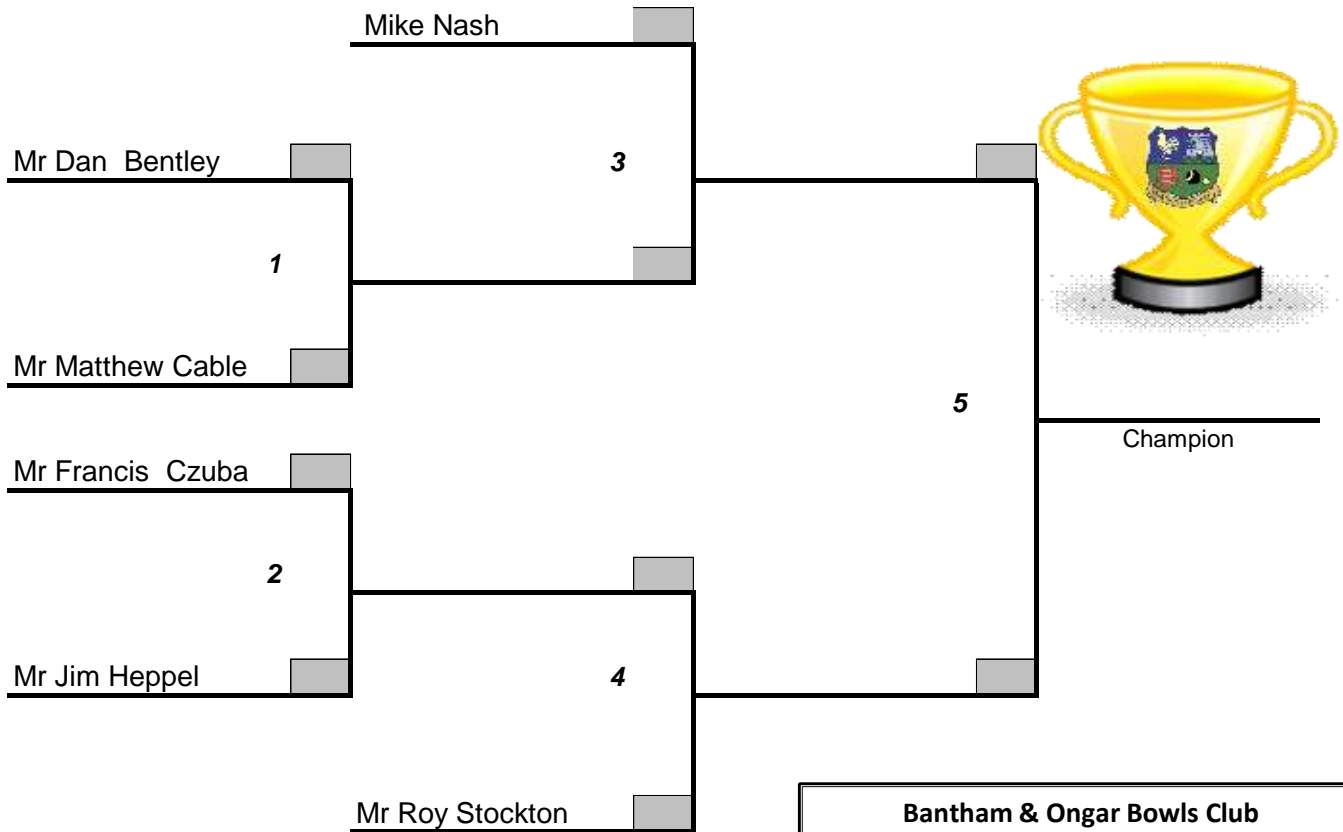 Mike Nash
Mr Dan  Bentley
3
1
Mr Matthew Cable
5
Champion
Mr Francis  Czuba
2
Mr Jim Heppel
4
Mr Roy Stockton
Bantham & Ongar Bowls Club